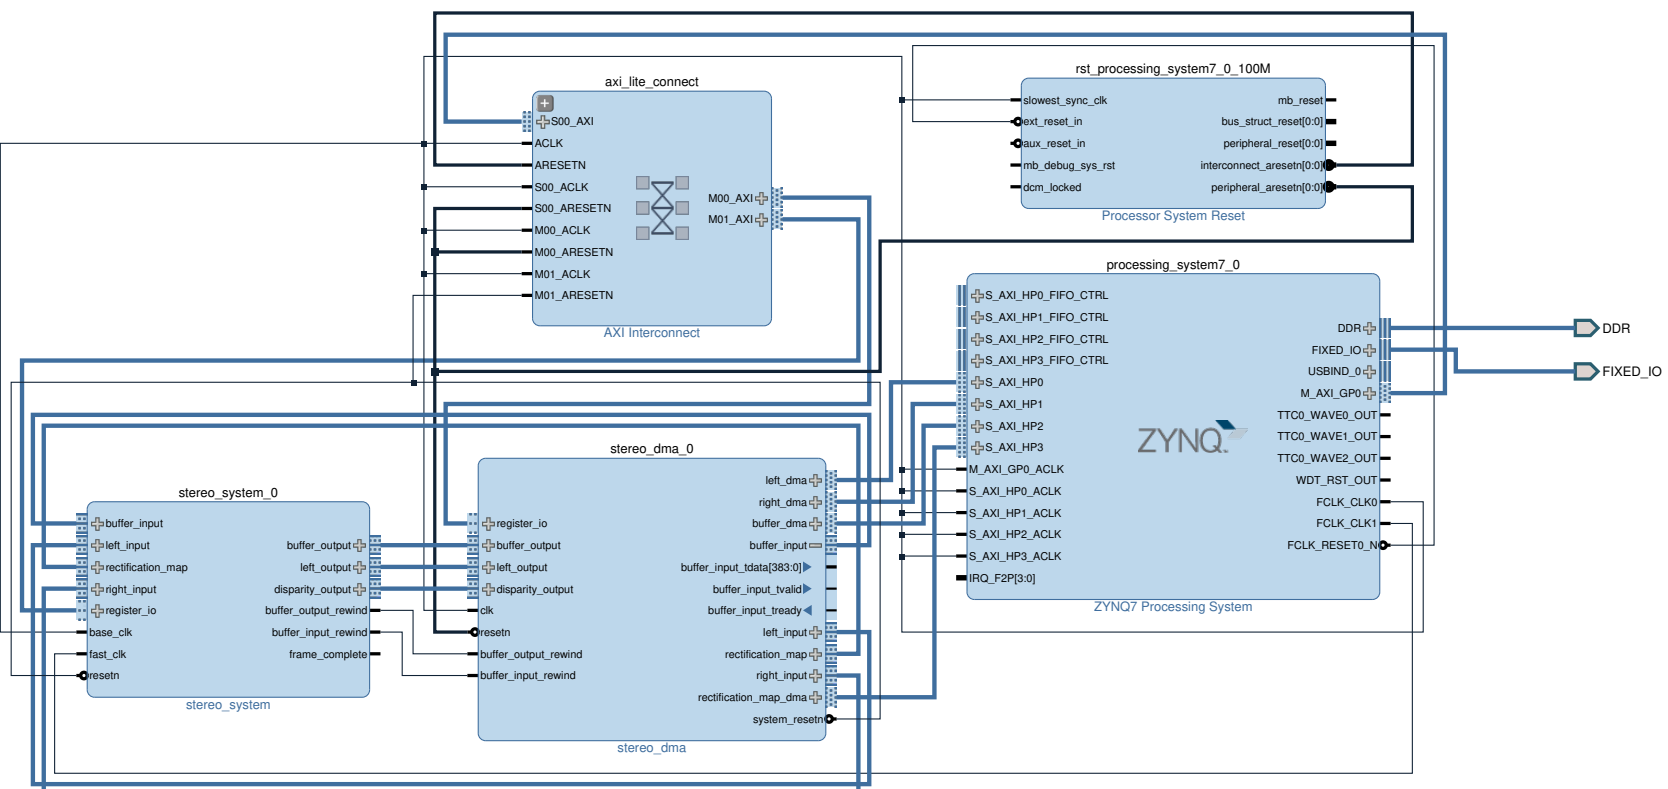 axi_lite_connect
S00_AXI
ACLK
ARESETN
S00_ACLK
S00_ARESETN
M00_ACLK
M00_ARESETN
M01_ACLK
M01_ARESETN
M00_AXI
M01_AXI
AXI Interconnect
rst_processing_system7_0_100M
slowest_sync_clk
ext_reset_in
aux_reset_in
mb_debug_sys_rst
dcm_locked
mb_reset
bus_struct_reset[0:0]
peripheral_reset[0:0]
interconnect_aresetn[0:0]
peripheral_aresetn[0:0]
Processor System Reset
processing_system7_0
S_AXI_HP0_FIFO_CTRL
S_AXI_HP1_FIFO_CTRL
S_AXI_HP2_FIFO_CTRL
S_AXI_HP3_FIFO_CTRL
S_AXI_HP0
S_AXI_HP1
S_AXI_HP2
S_AXI_HP3
M_AXI_GP0_ACLK
S_AXI_HP0_ACLK
S_AXI_HP1_ACLK
S_AXI_HP2_ACLK
S_AXI_HP3_ACLK
IRQ_F2P[3:0]
ZYNQ
DDR
FIXED_IO
USBIND_0
M_AXI_GP0
TTC0_WAVE0_OUT
TTC0_WAVE1_OUT
TTC0_WAVE2_OUT
WDT_RST_OUT
FCLK_CLK0
FCLK_CLK1
FCLK_RESET0_N
ZYNQ7 Processing System
DDR
FIXED_IO
stereo_system_0
buffer_input
left_input
rectification_map
right_input
register_io
base_clk
fast_clk
resetn
buffer_output
left_output
disparity_output
buffer_output_rewind
buffer_input_rewind
frame_complete
stereo_system
stereo_dma_0
register_io
buffer_output
left_output
disparity_output
clk
resetn
buffer_output_rewind
buffer_input_rewind
left_dma
right_dma
buffer_dma
buffer_input
buffer_input_tdata[383:0]
buffer_input_tvalid
buffer_input_tready
left_input
rectification_map
right_input
rectification_map_dma
system_resetn
stereo_dma